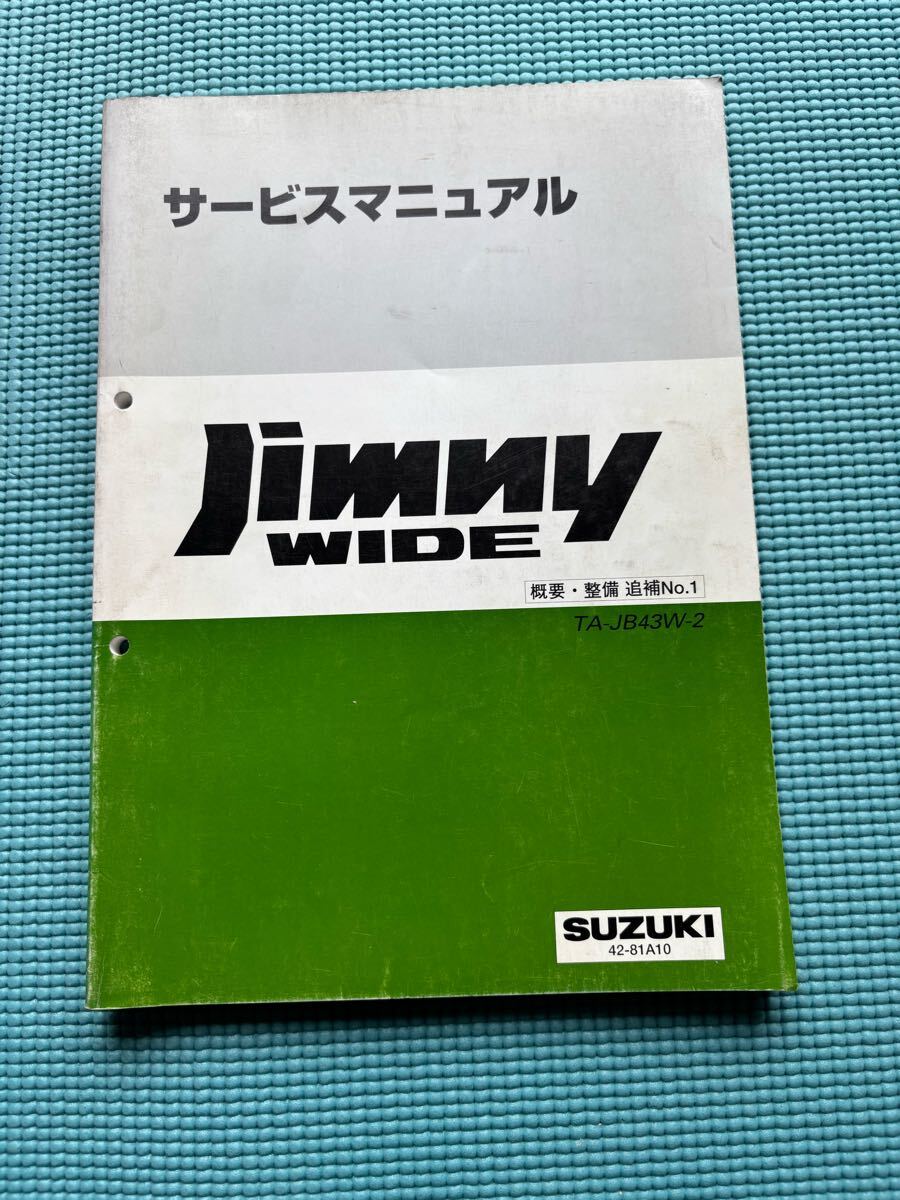 サービスマニュアル
Jimny
WIDE
概要・整備 追補No.1
TA-JB43W-2
SUZUKI
42-81A10